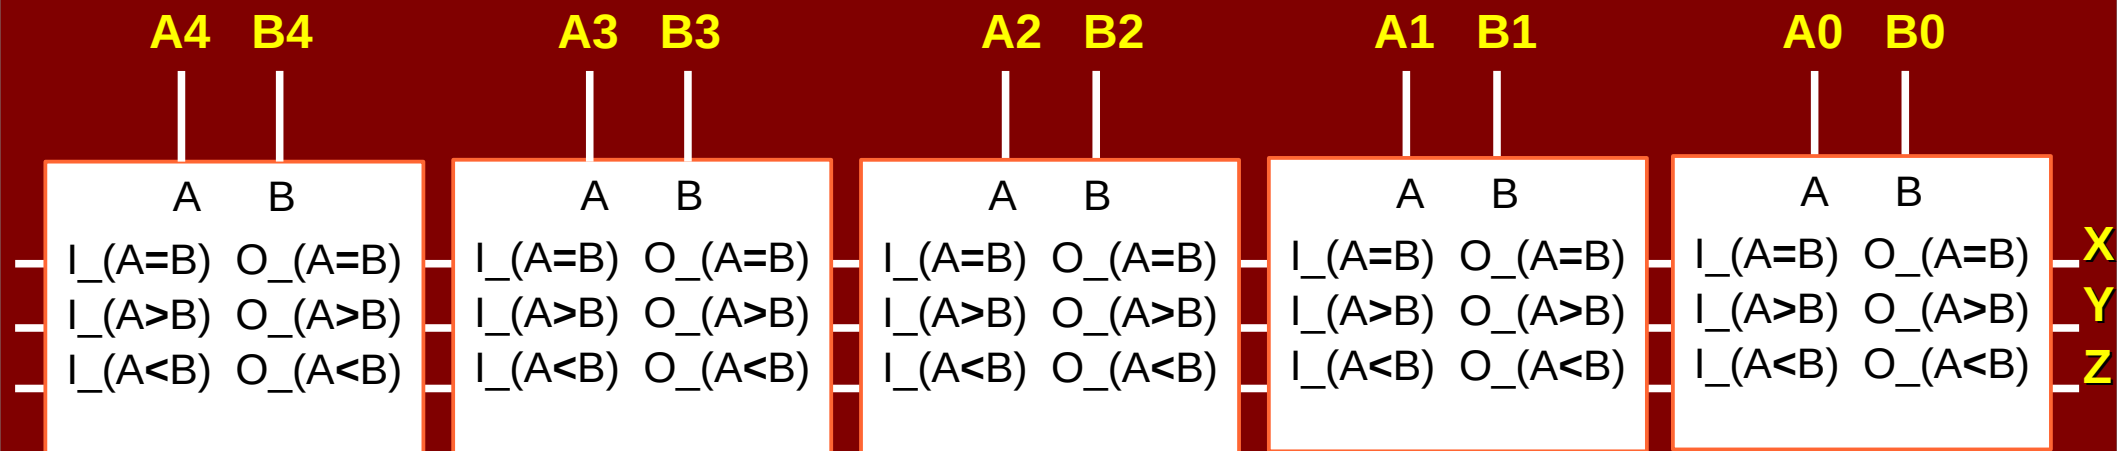 A4 B4 A3 B3 A2 B2 A1 B1 A0 B0
A B A B A B A B A B
I_(A=B) O_(A=B) I_(A=B) O_(A=B) I_(A=B) O_(A=B) I_(A=B) O_(A=B) I_(A=B) O_(A=B) X
I_(A>B) O_(A>B) I_(A>B) O_(A>B) I_(A>B) O_(A>B) I_(A>B) O_(A>B) I_(A>B) O_(A>B) Y
I_(A<B) O_(A<B) I_(A<B) O_(A<B) I_(A<B) O_(A<B) I_(A<B) O_(A<B) I_(A<B) O_(A<B) Z